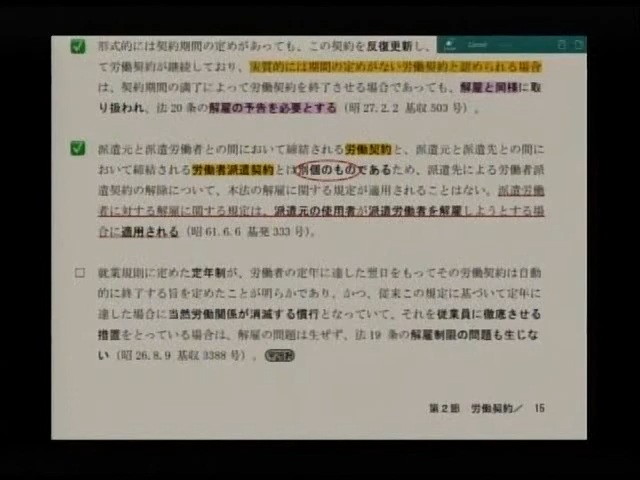 形式的には契約期間の定めがあっても、この契約を反復更新し、
て労働契約が継続しており、実質的には期間の定めがない労働契約と認められる場合
は、契約期間の満了によって労働契約を終了させる場合であっても、解雇と同様に取
り扱われ、法20条の解雇の予告を必要とする(昭27.2.2 基収503号)。
派遣元と派遣労働者との間において締結される労働契約と、派遣元と派遣先との間に
おいて締結される労働者派遣契約とは別個のものであるため、派遣先による労働者派
遣契約の解除について、本法の解雇に関する規定が適用されることはない。派遣労働
者に対する解雇に関する規定は、派遣元の使用者が派遣労働者を解雇しようとする場
合に適用される(昭61.6.6 基発333号)。
□ 就業規則に定めた定年制が、労働者の定年に達した翌日をもってその労働契約は自動
的に終了する旨を定めたことが明らかであり、かつ、従来この規定に基づいて定年に
達した場合に当然労働関係が消滅する慣行となっていて、それを従業員に徹底させる
措置をとっている場合は、解雇の問題は生ぜず、法19条の解雇制限の問題も生じな
い(昭26.8.9 基収3388号)。
第2節 労働契約/ 15